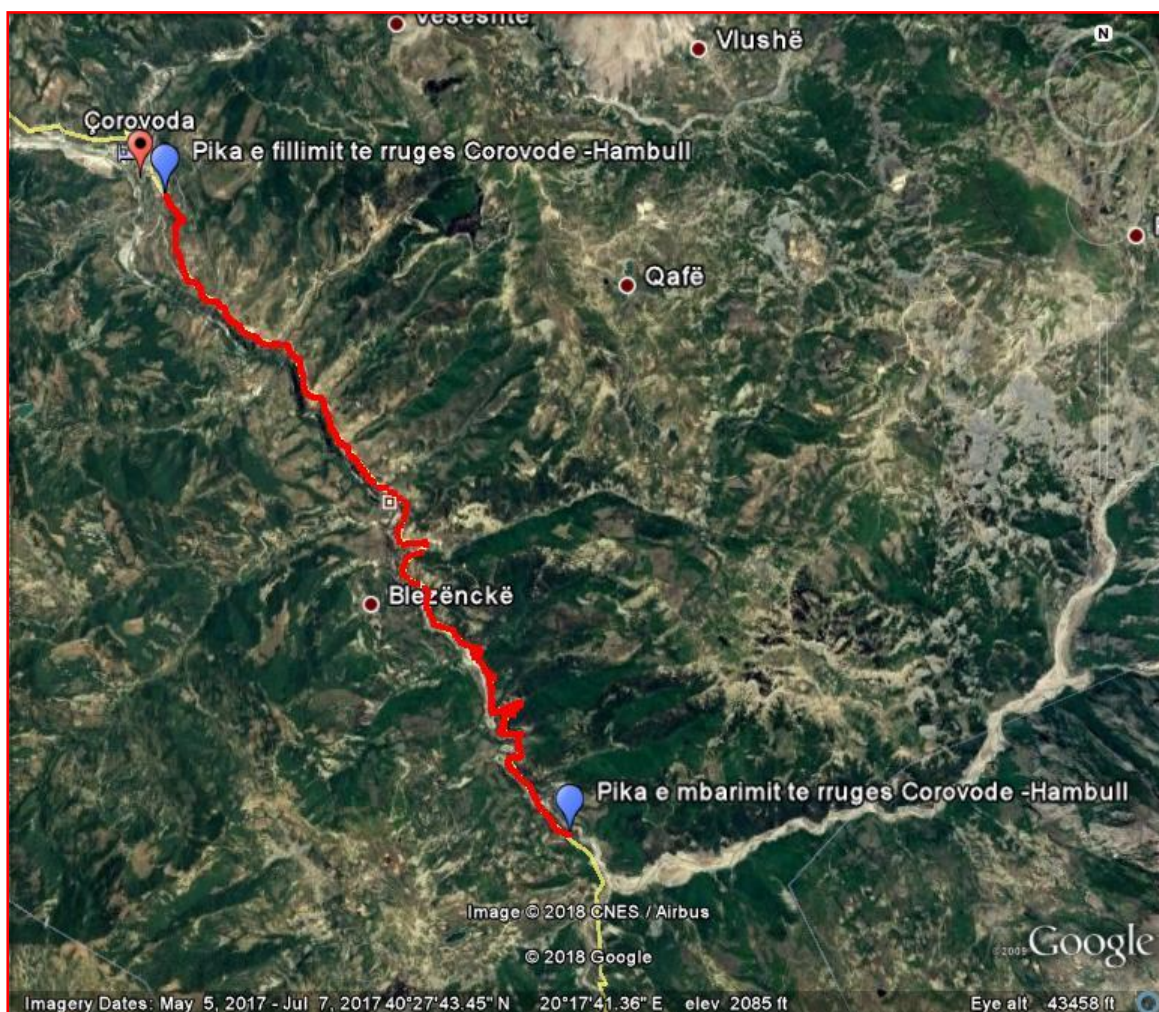 Veseshtë
Vlushë
N
Çorovoda
Pika e fillimit te rruges Corovode -Hambull
Qafë
Blezënckë
Pika e mbarimit te rruges Corovode -Hambull
Image © 2018 CNES / Airbus
© 2018 Google
©2009 Google
Imagery Dates: May 5, 2017 - Jul 7, 2017 40°27'43.45" N 20°17'41.36" E elev 2085 ft Eye alt 43458 ft